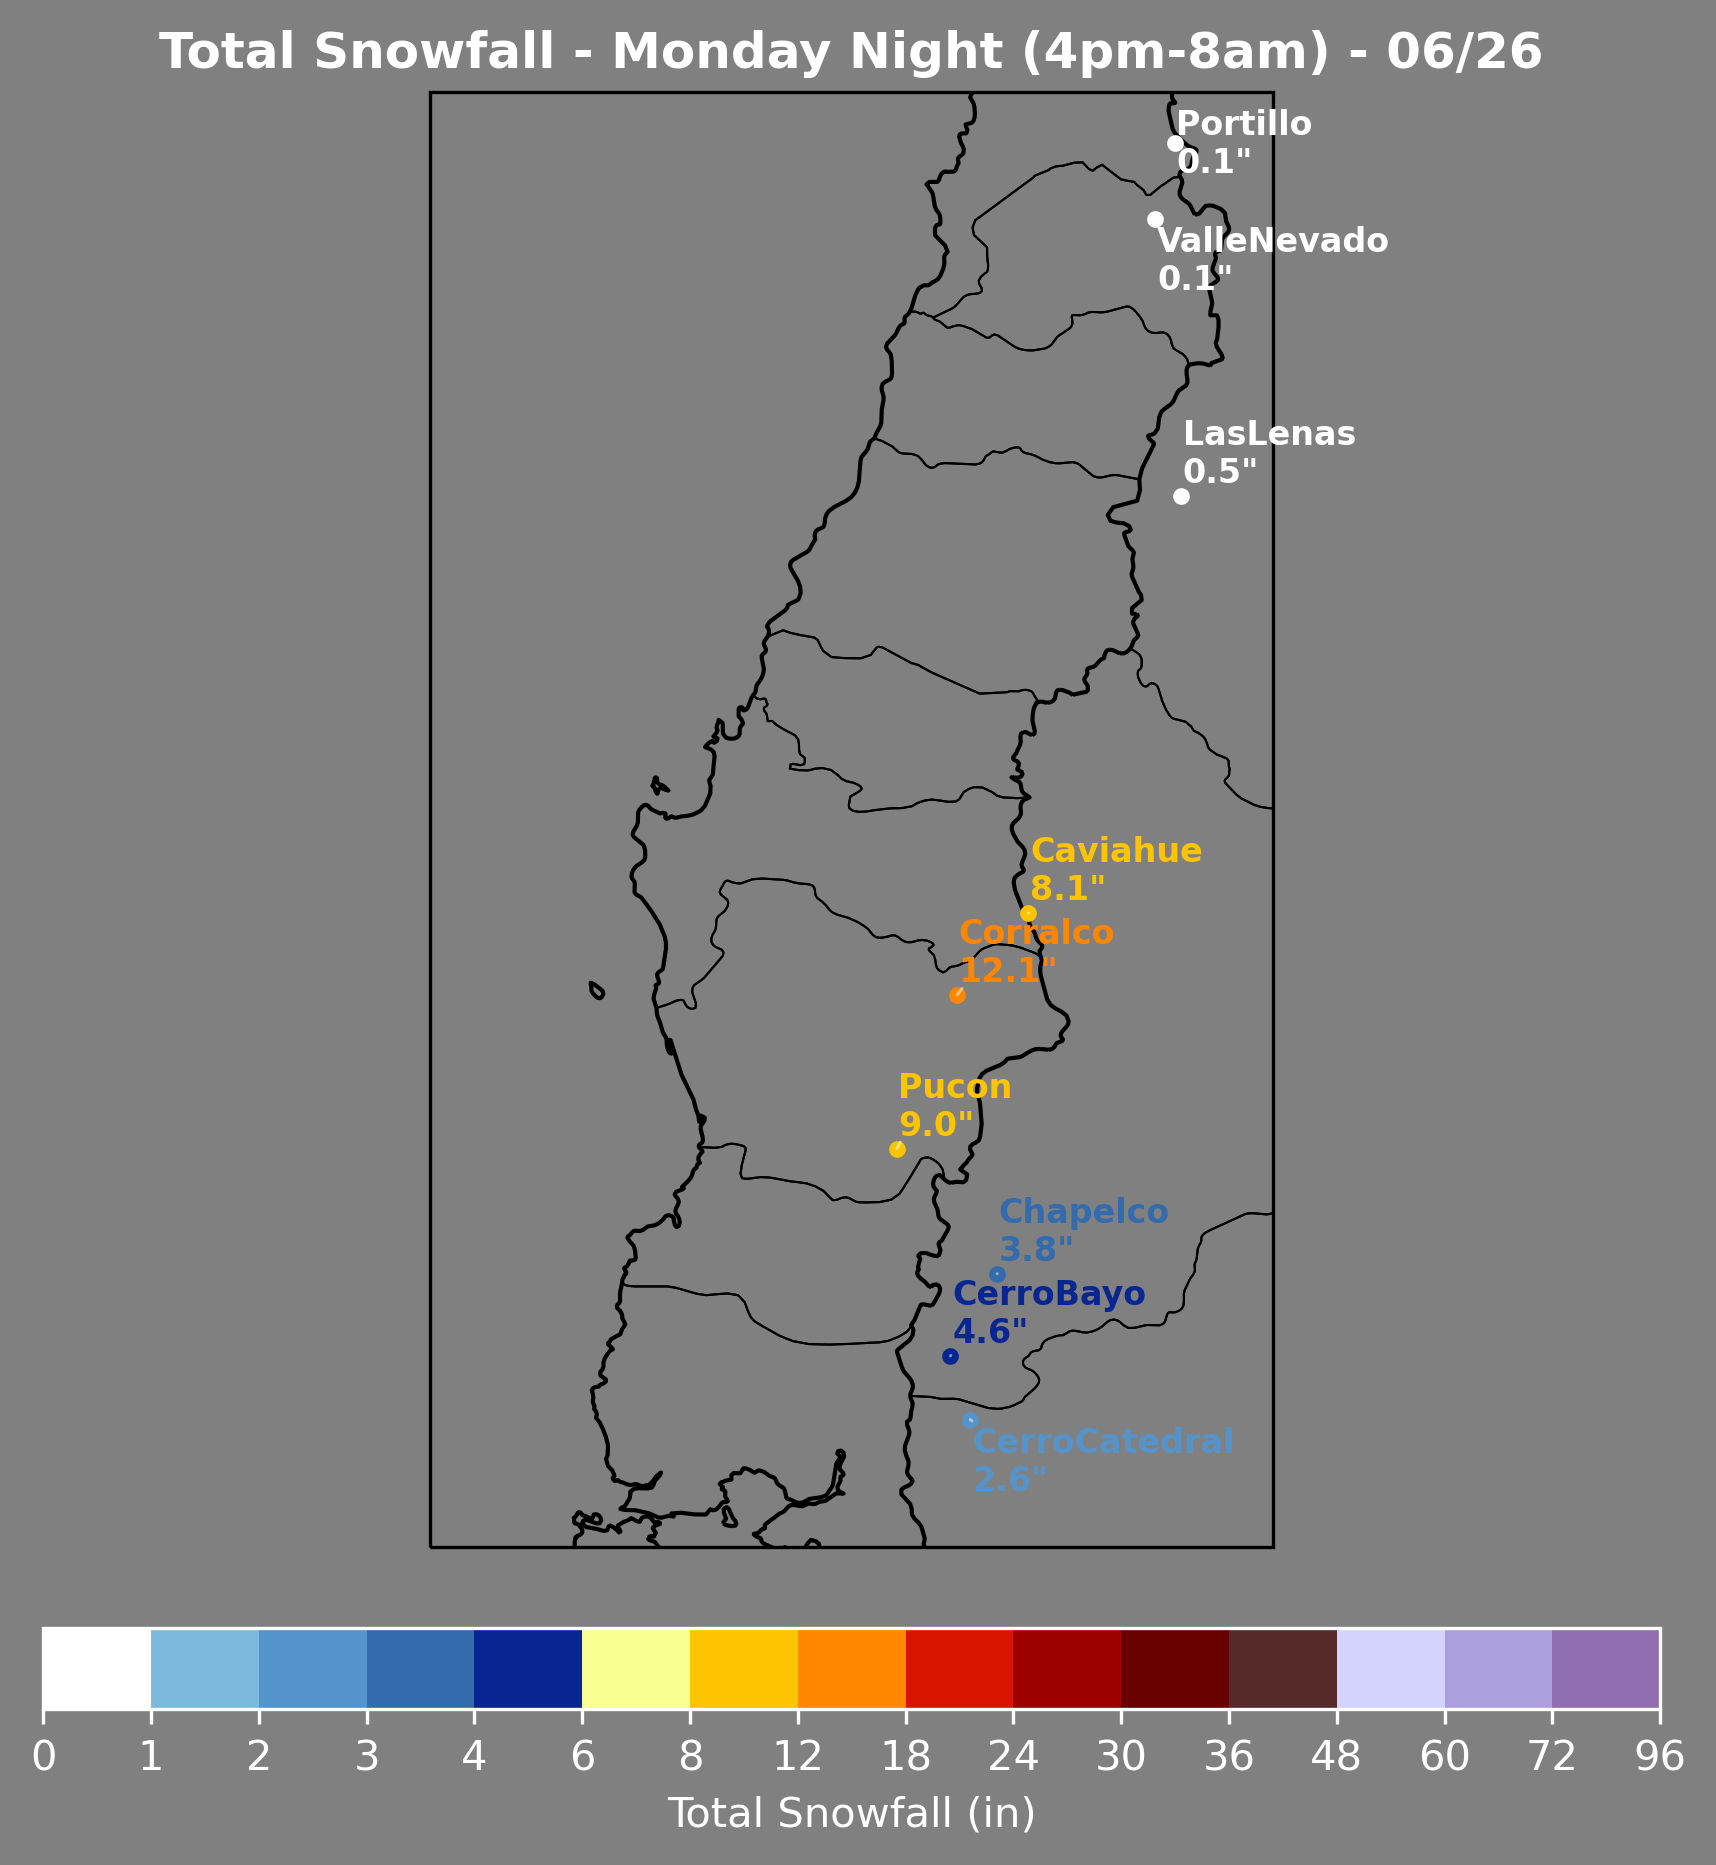 Total Snowfall - Monday Night (4pm-8am) - 06/26
Portillo
0.1"
ValleNevado
0.1"
LasLenas
0.5"
Caviahue
8.1"
Corralco
12.1"
Pucon
9.0"
Chapelco
3.8"
CerroBayo
4.6"
CerroCatedral
2.6"
0 1 2 3 4 6 8 12 18 24 30 36 48 60 72 96
Total Snowfall (in)